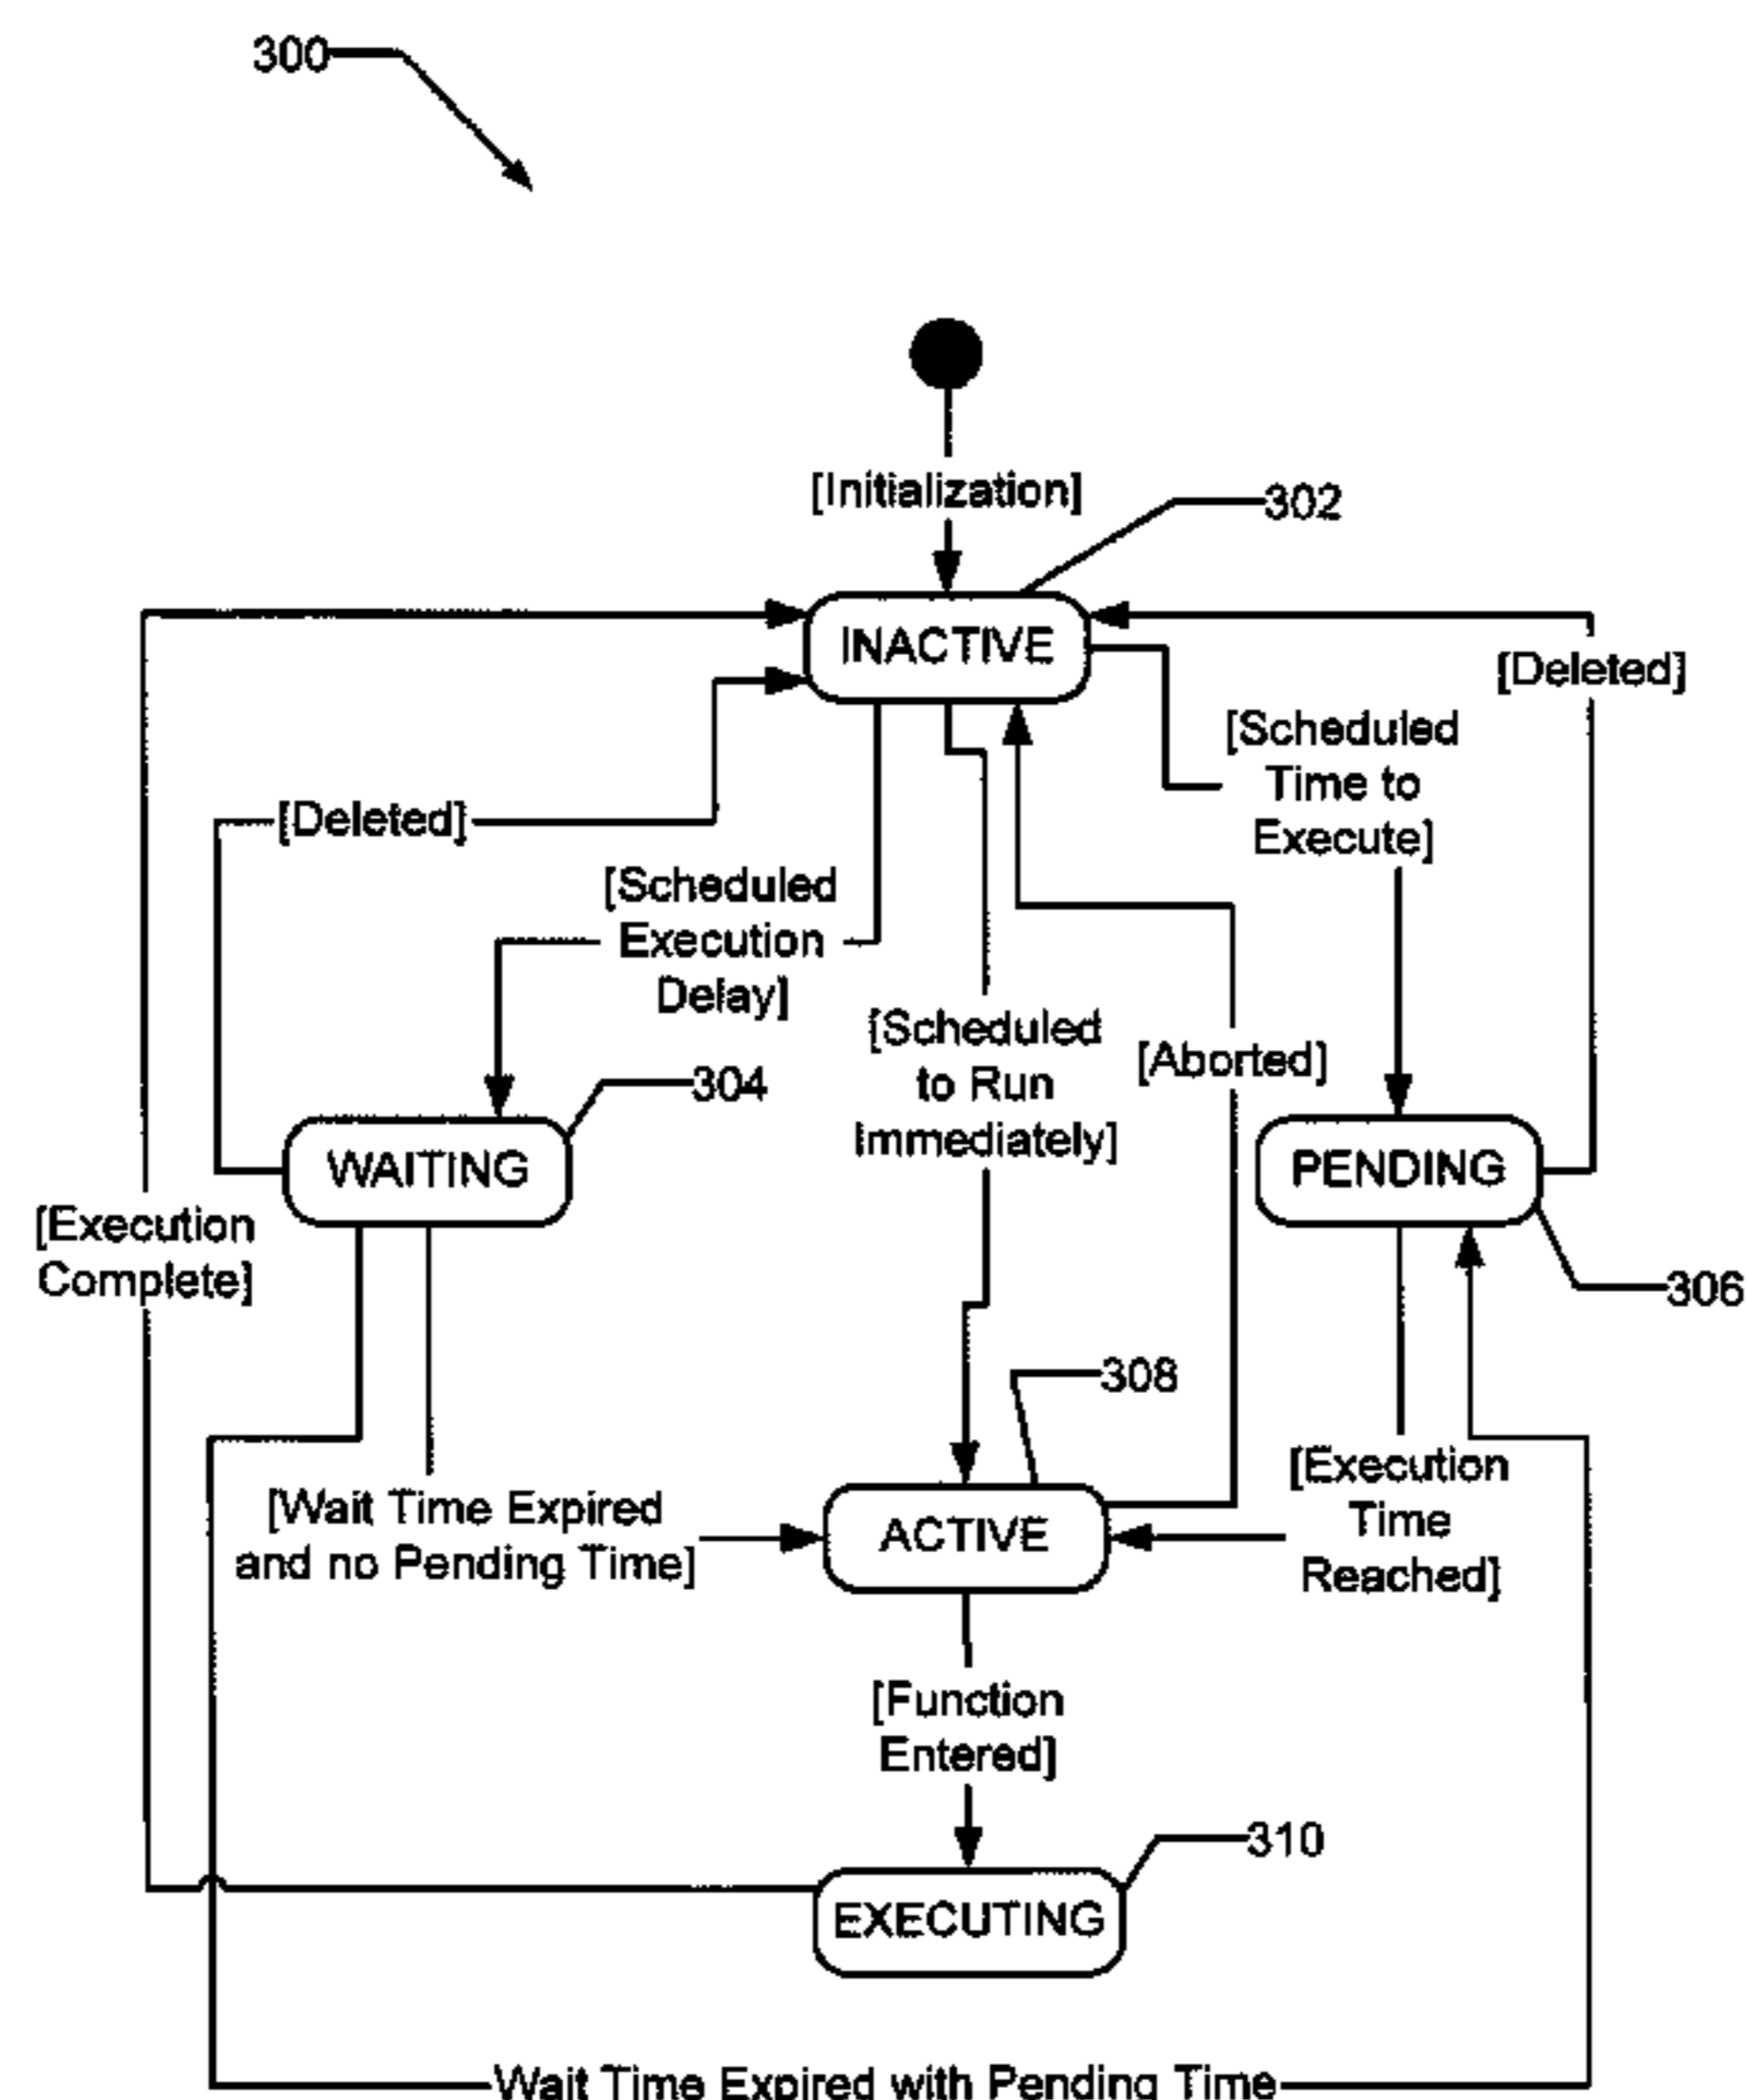 300
[Initialization]
302
INACTIVE
[Deleted]
[Scheduled
Time to
Execute]
[Deleted]
[Scheduled
Execution
Delay]
[Scheduled
to Run
Immediately]
[Aborted]
304
WAITING
PENDING
[Execution
Complete]
306
308
[Execution
Time
Reached]
[Wait Time Expired
and no Pending Time]
ACTIVE
[Function
Entered]
310
EXECUTING
Wait Time Expired with Pending Time